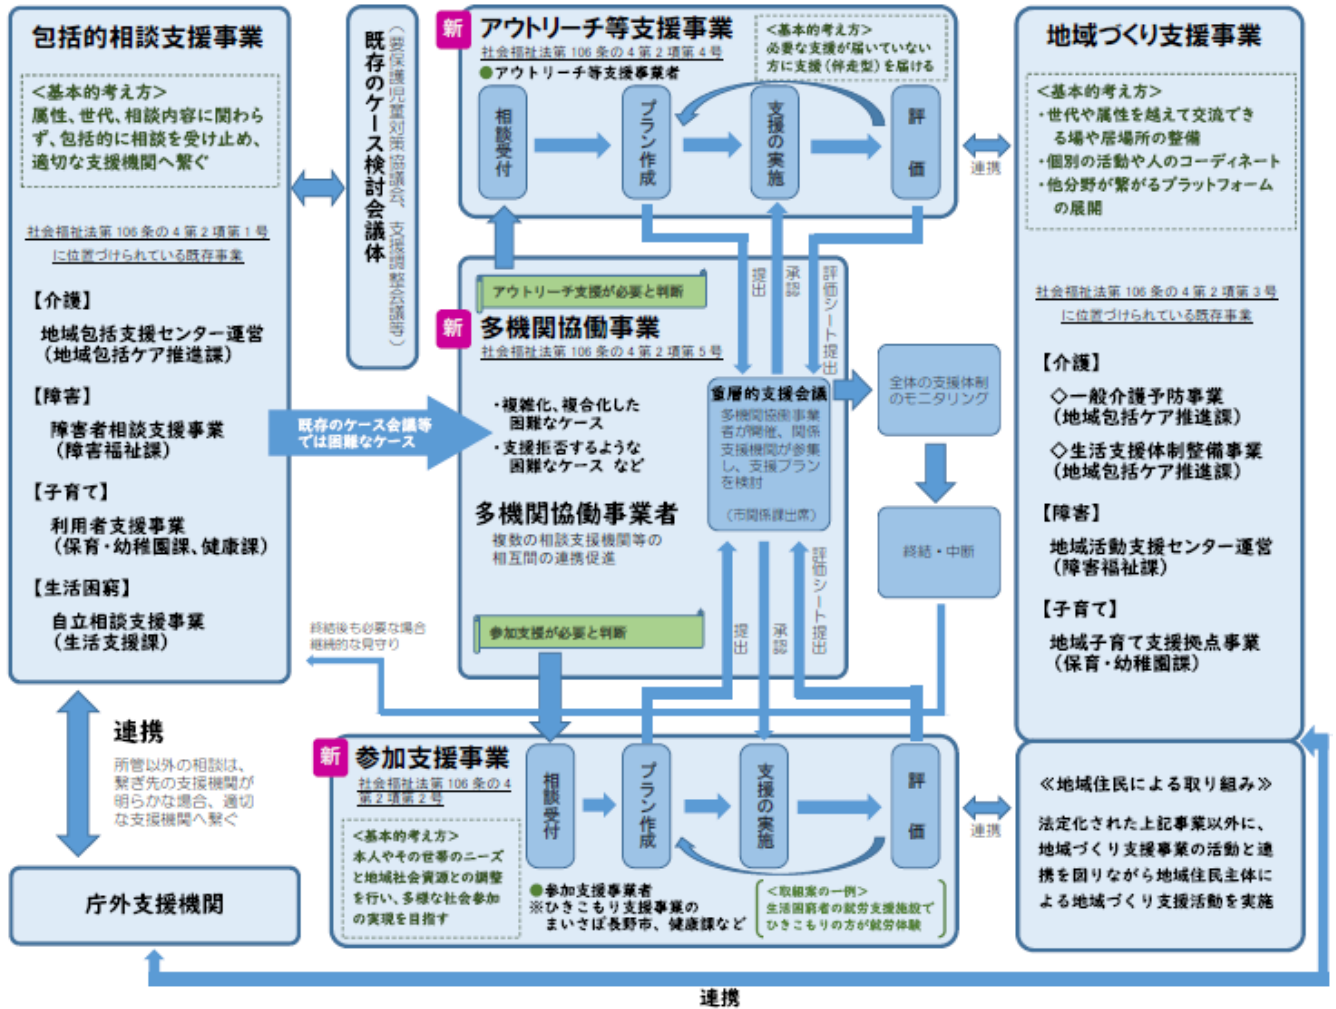 包括的相談支援事業
<基本的考え方>
属性、世代、相談内容に関わら
ず、包括的に相談を受け止め、
適切な支援機関へ繋ぐ
社会福祉法第106条の4第2項第1号
に位置づけられている既存事業
【介護】
地域包括支援センター運営
(地域包括ケア推進課)
【障害】
障害者相談支援事業
(障害福祉課)
【子育て】
利用者支援事業
(保育・幼稚園課、健康課)
【生活困窮】
自立相談支援事業
(生活支援課)
連携
所管以外の相談は、
繋ぎ先の支援機関が
明らかな場合、適切
な支援機関へ繋ぐ
庁外支援機関
既存のケース検討会議体
(要保護児童対策協議会、支援調整会議等)
既存のケース会議等
では困難なケース
終結後も必要な場合
継続的な見守り
新
アウトリーチ等支援事業
社会福祉法第106条の4第2項第4号
●アウトリーチ等支援事業者
<基本的考え方>
必要な支援が届いていない
方に支援(伴走型)を届ける
相談受付
プラン作成
支援の実施
評価
連携
アウトリーチ支援が必要と判断
提出
承認
評価シート提出
新
多機関協働事業
社会福祉法第106条の4第2項第5号
・複雑化、複合化した
困難なケース
・支援拒否するような
困難なケース など
多機関協働事業者
複数の相談支援機関等の
相互間の連携促進
重層的支援会議
多機関協働事業
者が開催、関係
支援機関が参集
し、支援プラン
を検討
(市関係課出席)
全体の支援体制
のモニタリング
終結・中断
参加支援が必要と判断
提出
承認
評価シート提出
新
参加支援事業
社会福祉法第106条の4
第2項第2号
<基本的考え方>
本人やその世帯のニーズ
と地域社会資源との調整
を行い、多様な社会参加
の実現を目指す
相談受付
プラン作成
支援の実施
評価
●参加支援事業者
※ひきこもり支援事業の
まいさぽ長野市、健康課など
<取組案の一例>
生活困窮者の就労支援施設で
ひきこもりの方が就労体験
連携
地域づくり支援事業
<基本的考え方>
・世代や属性を越えて交流でき
る場や居場所の整備
・個別の活動や人のコーディネート
・他分野が繋がるプラットフォーム
の展開
社会福祉法第106条の4第2項第3号
に位置づけられている既存事業
【介護】
◇一般介護予防事業
(地域包括ケア推進課)
◇生活支援体制整備事業
(地域包括ケア推進課)
【障害】
地域活動支援センター運営
(障害福祉課)
【子育て】
地域子育て支援拠点事業
(保育・幼稚園課)
≪地域住民による取り組み≫
法定化された上記事業以外に、
地域づくり支援事業の活動と連
携を図りながら地域住民主体に
よる地域づくり支援活動を実施
連携